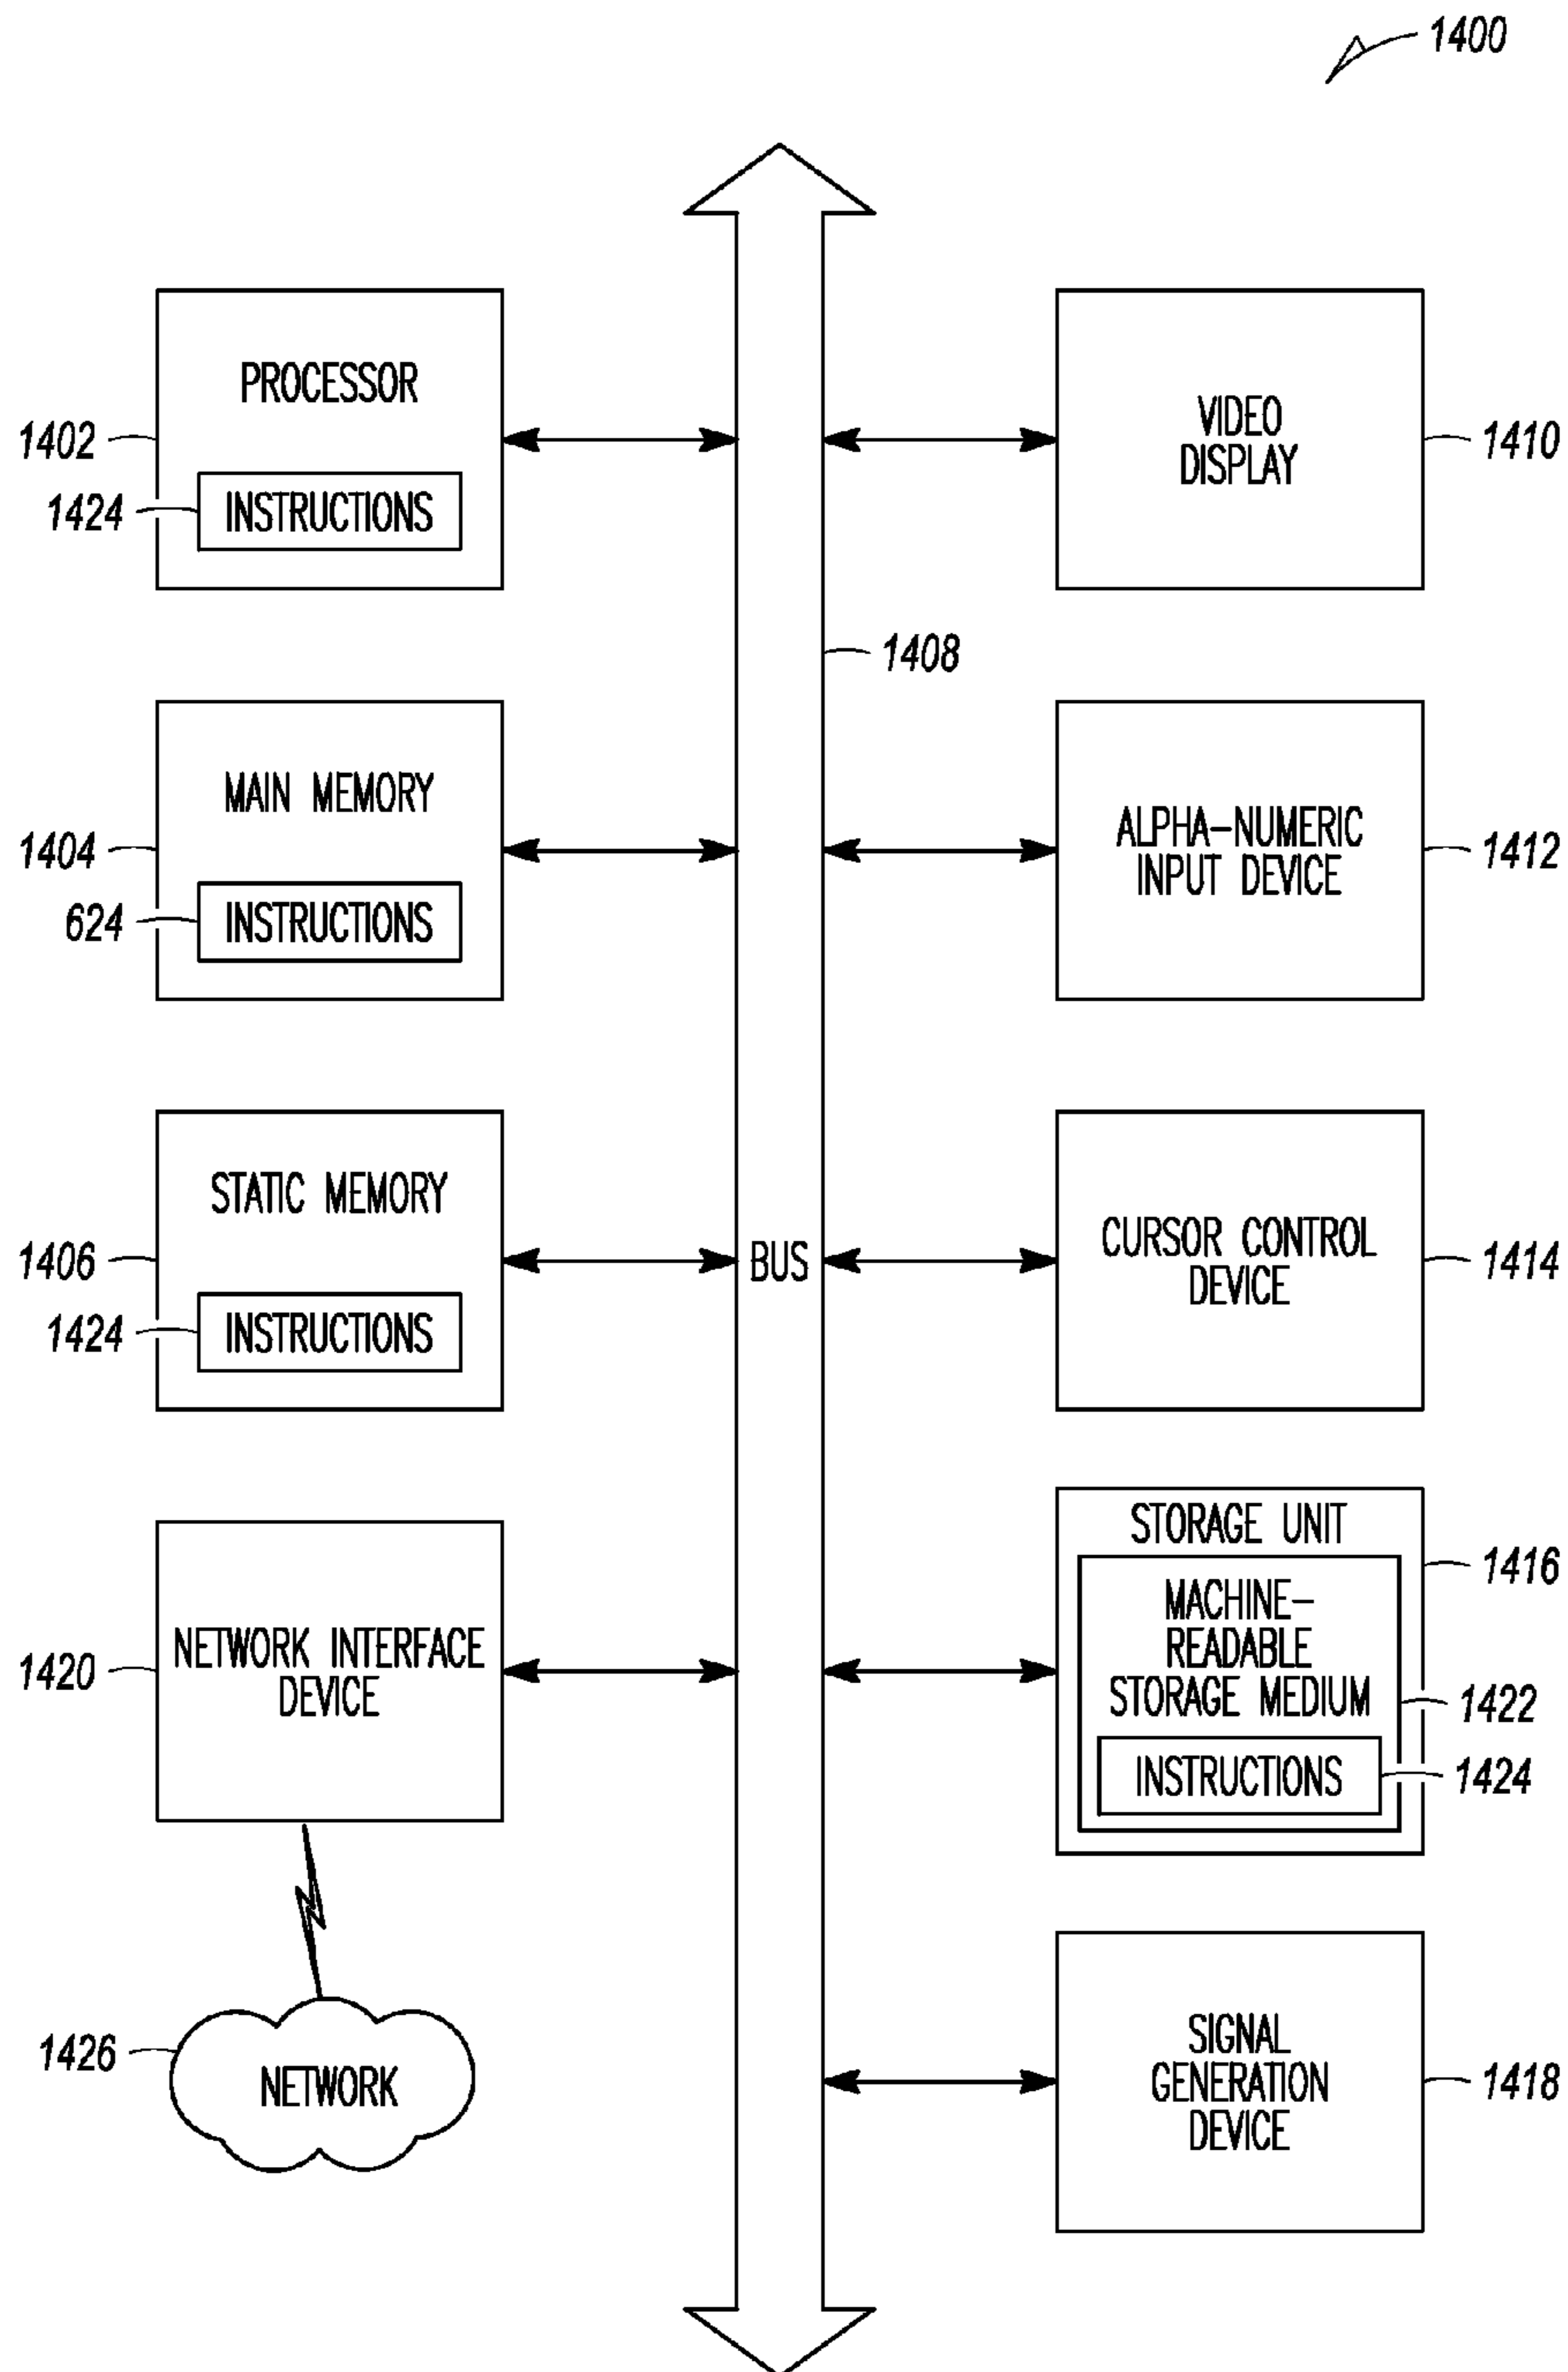 1400
PROCESSOR
1402
1424
INSTRUCTIONS
VIDEO
DISPLAY
1410
1408
MAIN MEMORY
1404
624
INSTRUCTIONS
ALPHA-NUMERIC
INPUT DEVICE
1412
STATIC MEMORY
1406
1424
INSTRUCTIONS
BUS
CURSOR CONTROL
DEVICE
1414
NETWORK INTERFACE
DEVICE
1420
STORAGE UNIT
1416
MACHINE-
READABLE
STORAGE MEDIUM
1422
INSTRUCTIONS
1424
1426
NETWORK
SIGNAL
GENERATION
DEVICE
1418